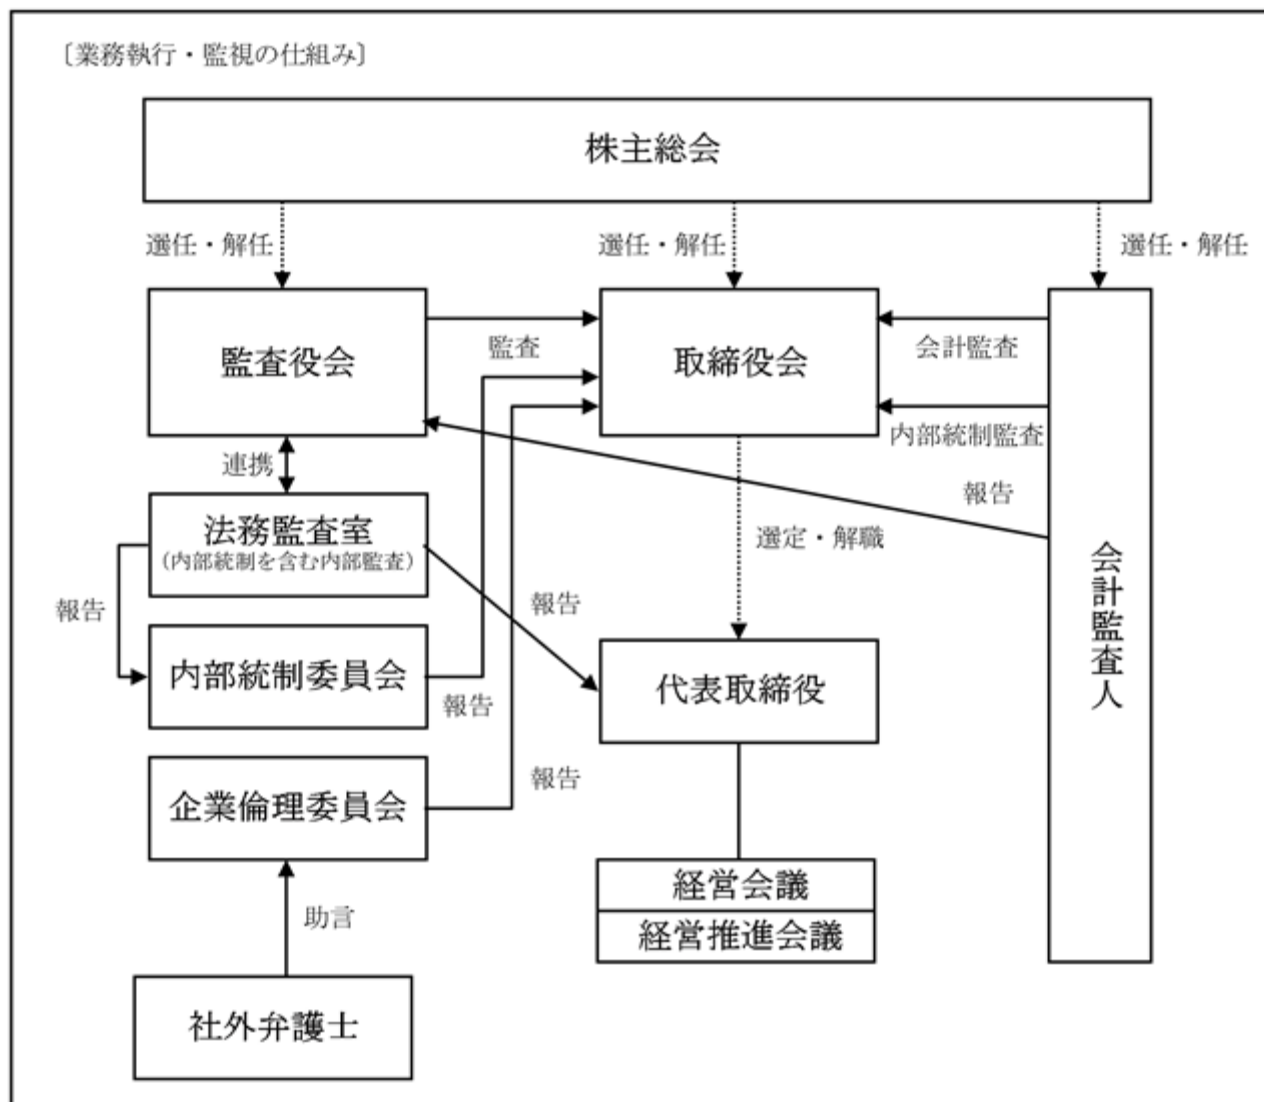 〔業務執行・監視の仕組み〕
株主総会
選任・解任
選任・解任
選任・解任
監査役会
監査
取締役会
会計監査
内部統制監査
報告
連携
法務監査室
(内部統制を含む内部監査)
報告
報告
選定・解職
会計監査人
内部統制委員会
報告
代表取締役
企業倫理委員会
報告
経営会議
経営推進会議
助言
社外弁護士